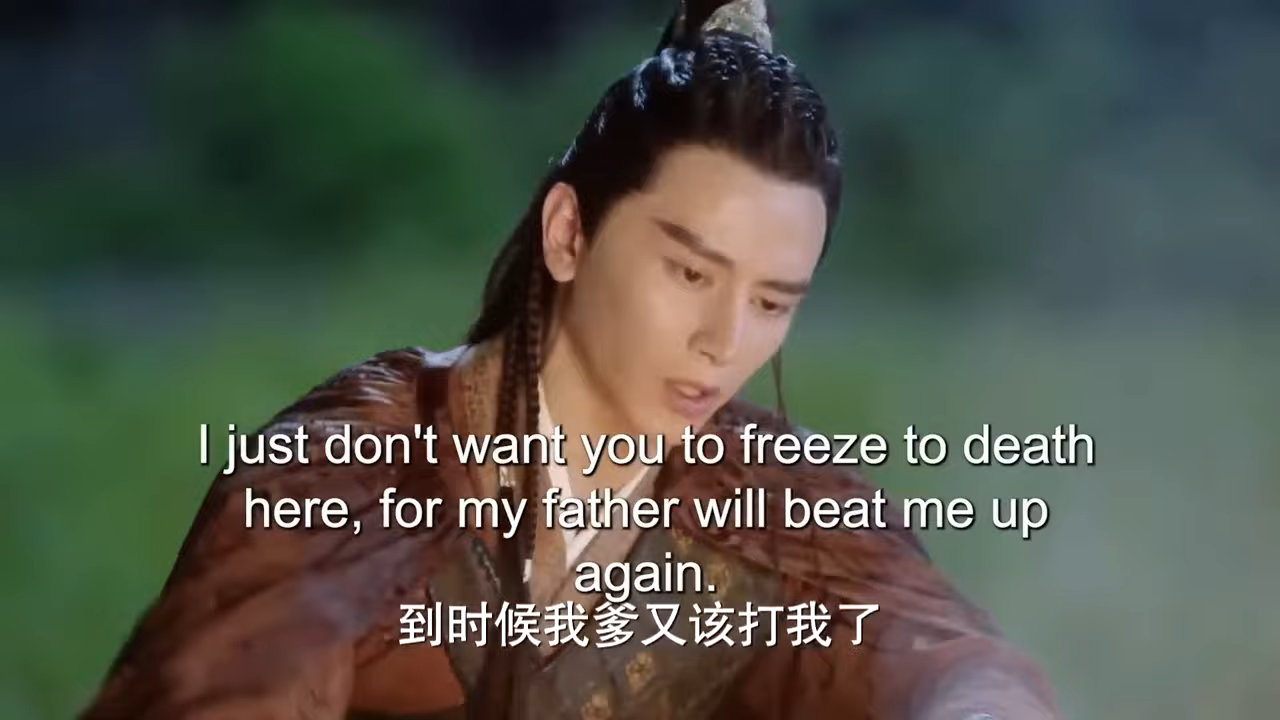 I just don't want you to freeze to death
here, for my father will beat me up
again.
到时候我爹又该打我了